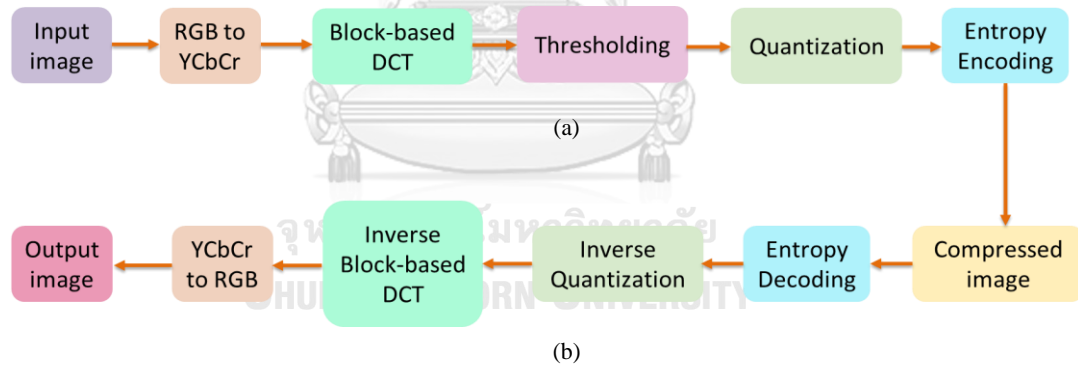 Input
image
RGB to
YCbCr
Block-based
DCT
Thresholding
Quantization
Entropy
Encoding
(a)
Output
image
YCbCr
to RGB
Inverse
Block-based
DCT
Inverse
Quantization
Entropy
Decoding
Compressed
image
(b)